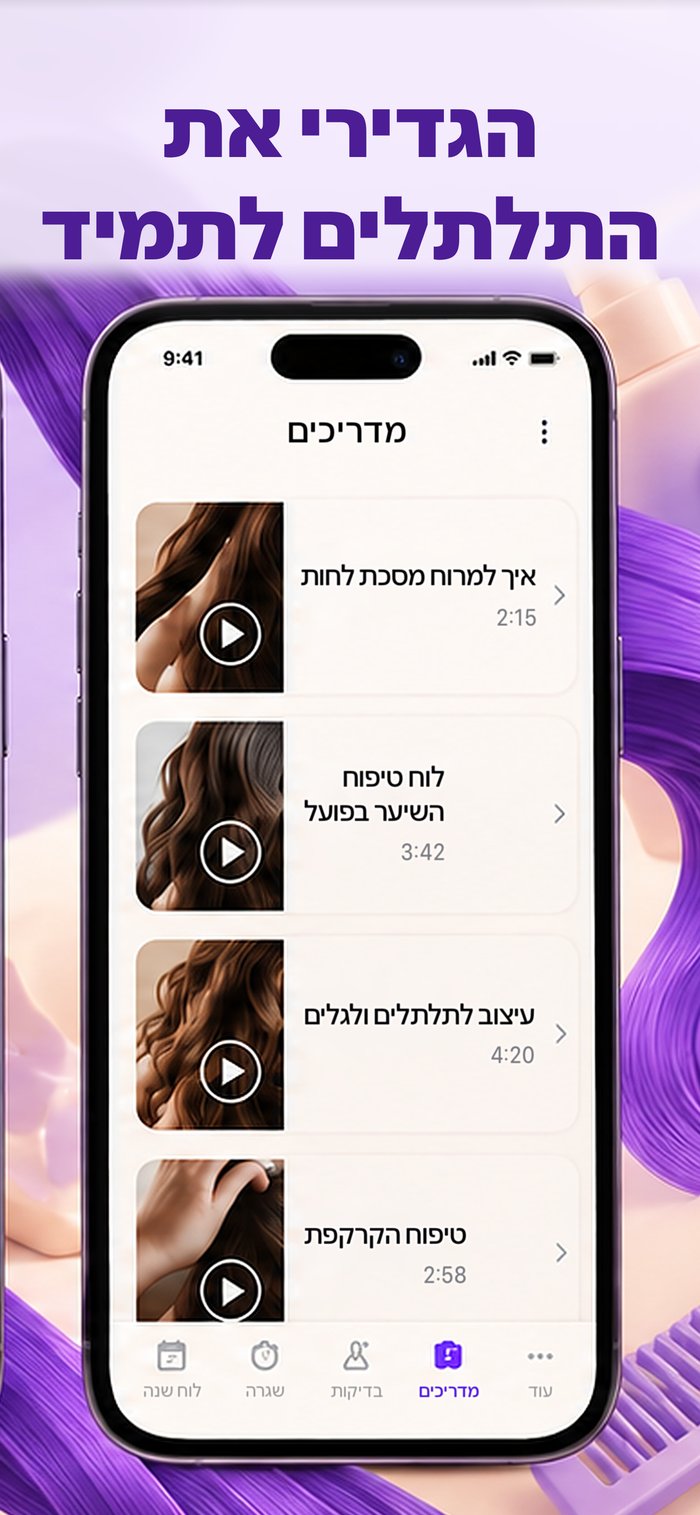 הגדירי את
התלתלים לתמיד
9:41
מדריכים
איך למרוח מסכת לחות
2:15
לוח טיפוח
השיער בפועל
3:42
עיצוב לתלתלים ולגלים
4:20
טיפוח הקרקפת
2:58
עוד
מדריכים
בדיקות
שגרה
לוח שנה